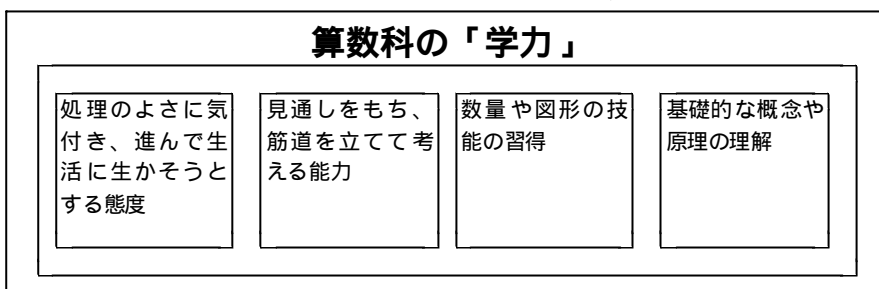 算数科の「学力」
処理のよさに気
付き、進んで生
活に生かそうと
する態度
見通しをもち、
筋道を立てて考
える能力
数量や図形の技
能の習得
基礎的な概念や
原理の理解